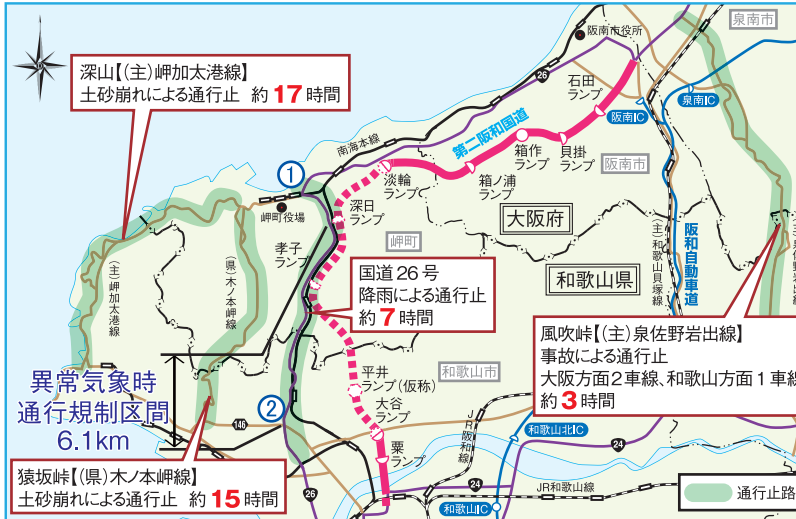 深山【(主)岬加太港線】
土砂崩れによる通行止 約17時間
阪南市役所
泉南市
26
石田
ランプ
阪南IC
泉南IC
南海本線
第二阪和国道
箱作
ランプ
貝掛
ランプ
阪南市
淡輪
ランプ
箱ノ浦
ランプ
①
岬町役場
深日
ランプ
大阪府
岬町
孝子
ランプ
(主)岬加太港線
(県)木ノ本岬線
国道26号
降雨による通行止
約7時間
和歌山県
(主)和歌山貝塚線
阪和自動車道
風吹峠【(主)泉佐野岩出線】
事故による通行止
大阪方面2車線、和歌山方面1車線
約3時間
平井
ランプ(仮称)
和歌山市
大谷
ランプ
異常気象時
通行規制区間
6.1km
②
146
粟
ランプ
JR阪和線
和歌山北IC
24
猿坂峠【(県)木ノ本岬線】
土砂崩れによる通行止 約15時間
26
24
JR和歌山線
和歌山IC
通行止路